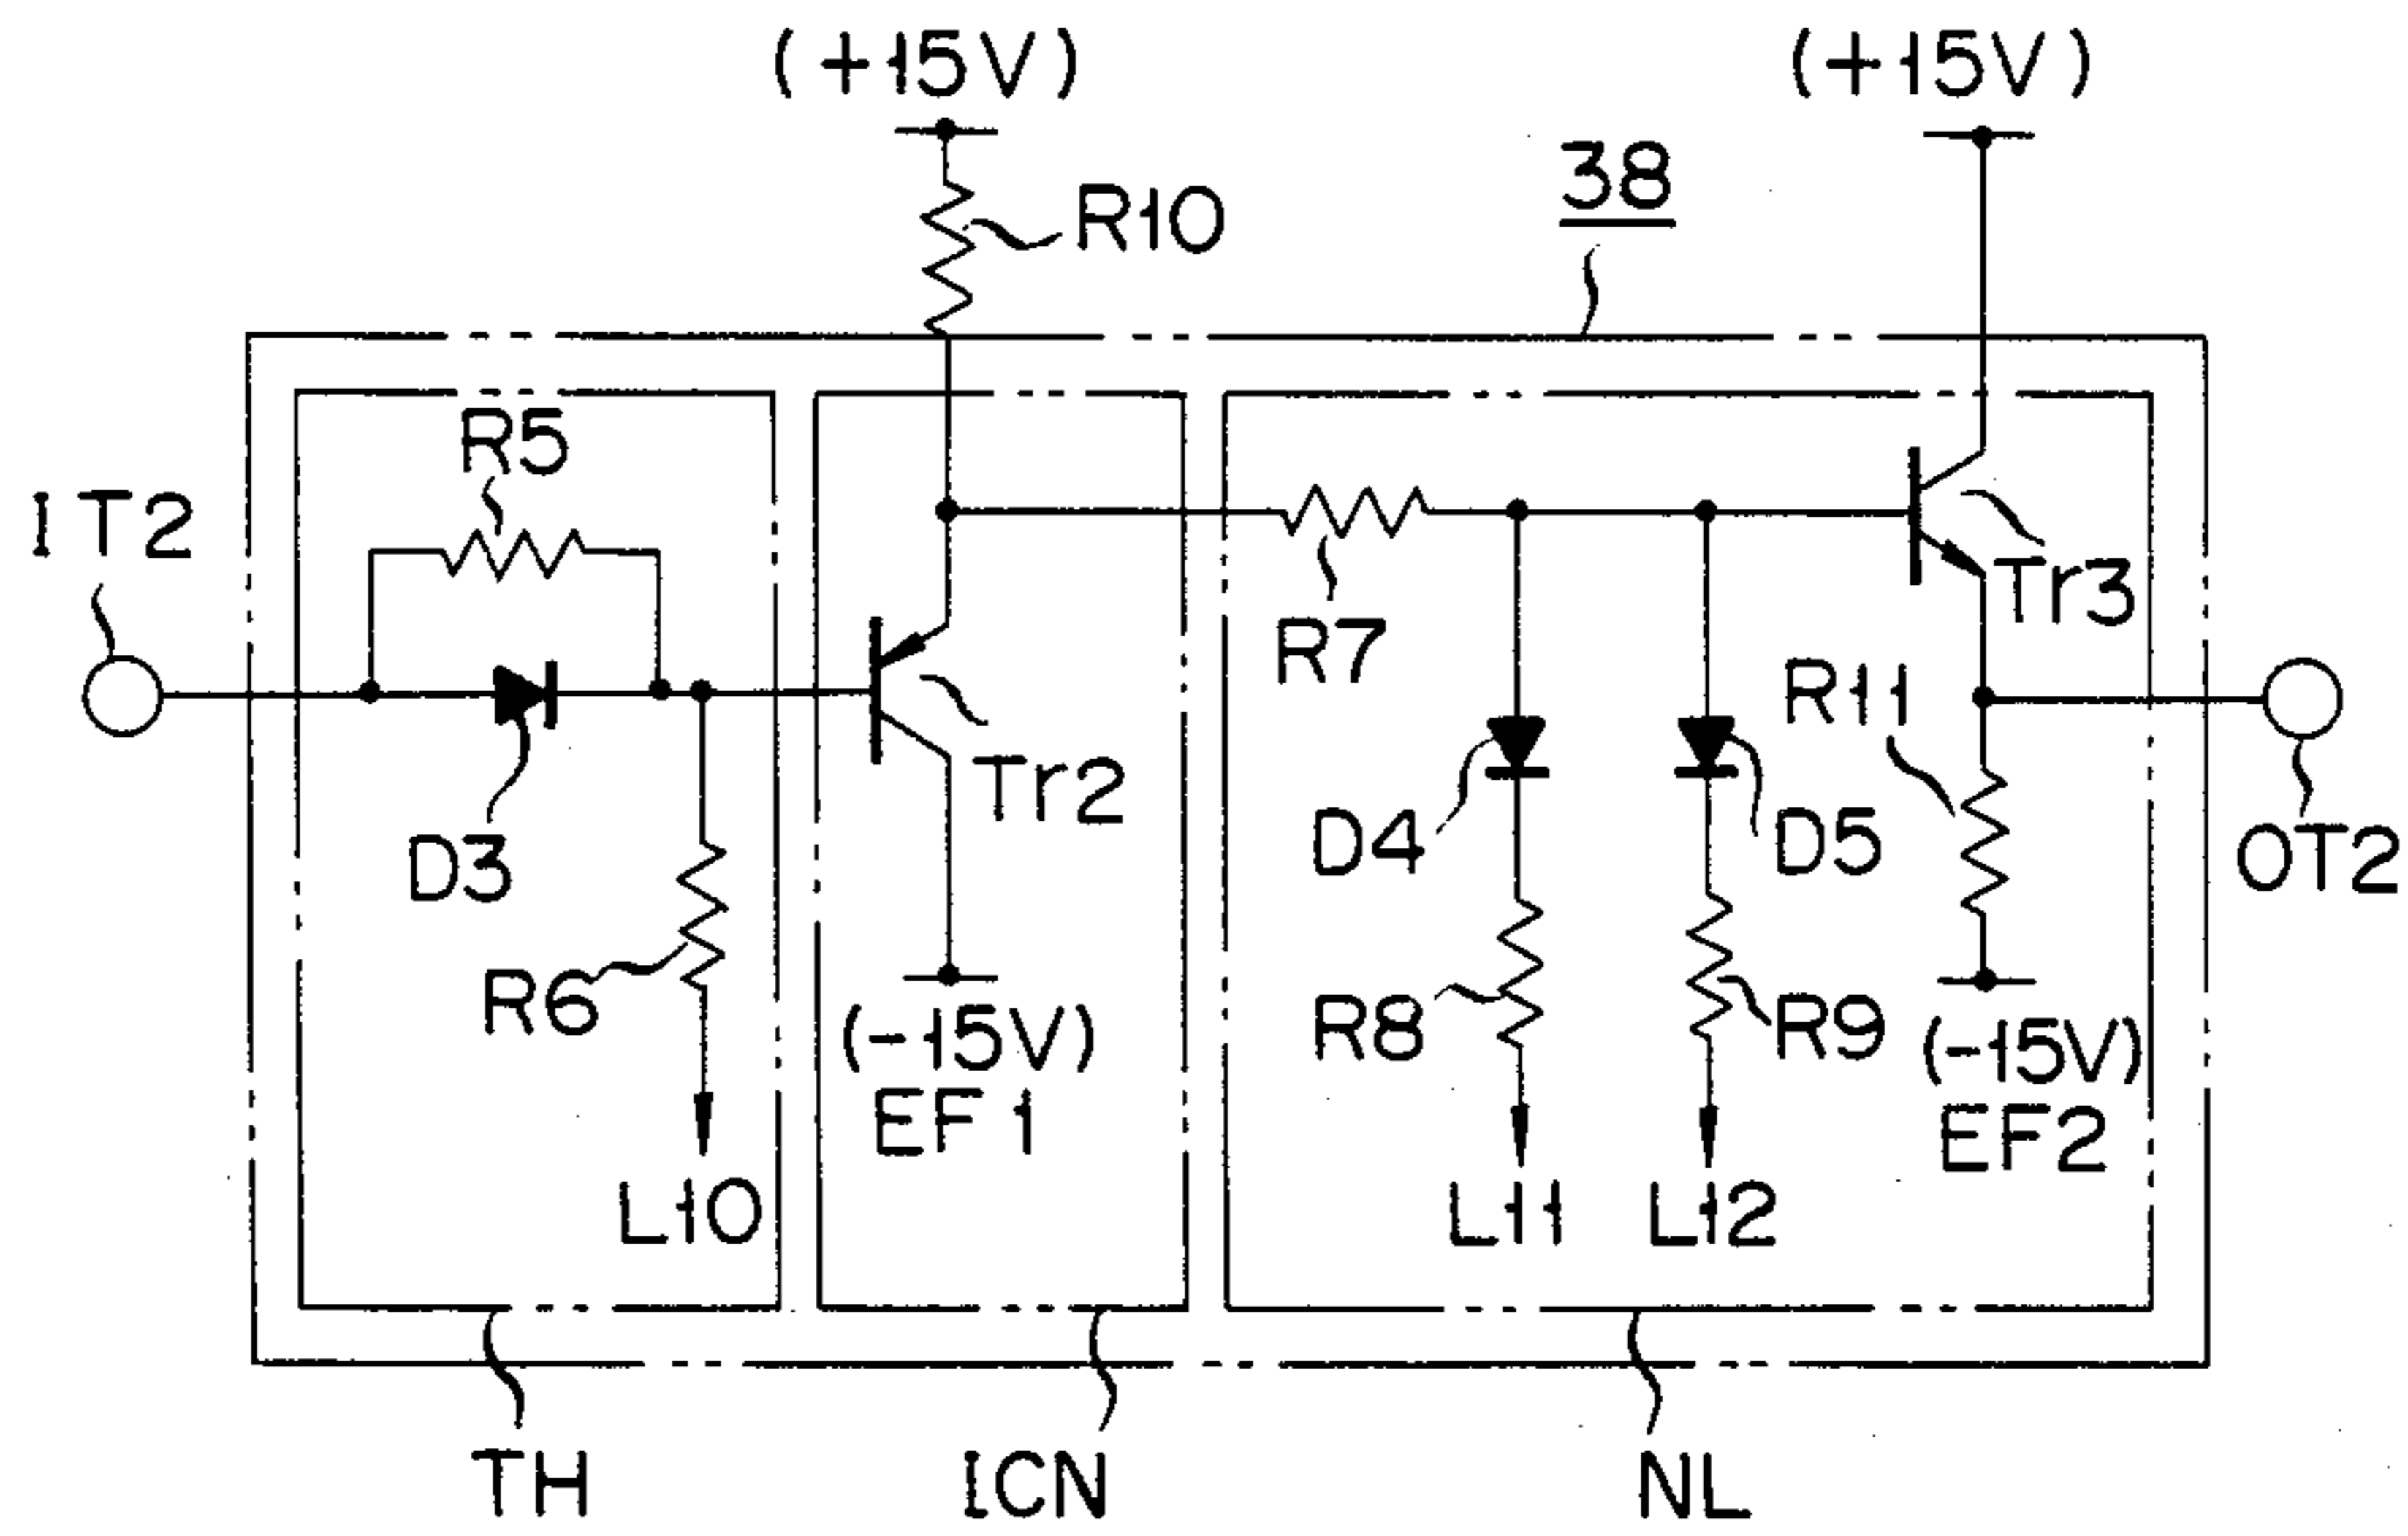 (+15V)
(+15V)
38
R10
R5
IT2
Tr3
R7
R11
Tr2
D3
D4
D5
OT2
R6
R8
R9
(-15V)
EF1
(-15V)
EF2
L10
L11
L12
TH
ICN
NL